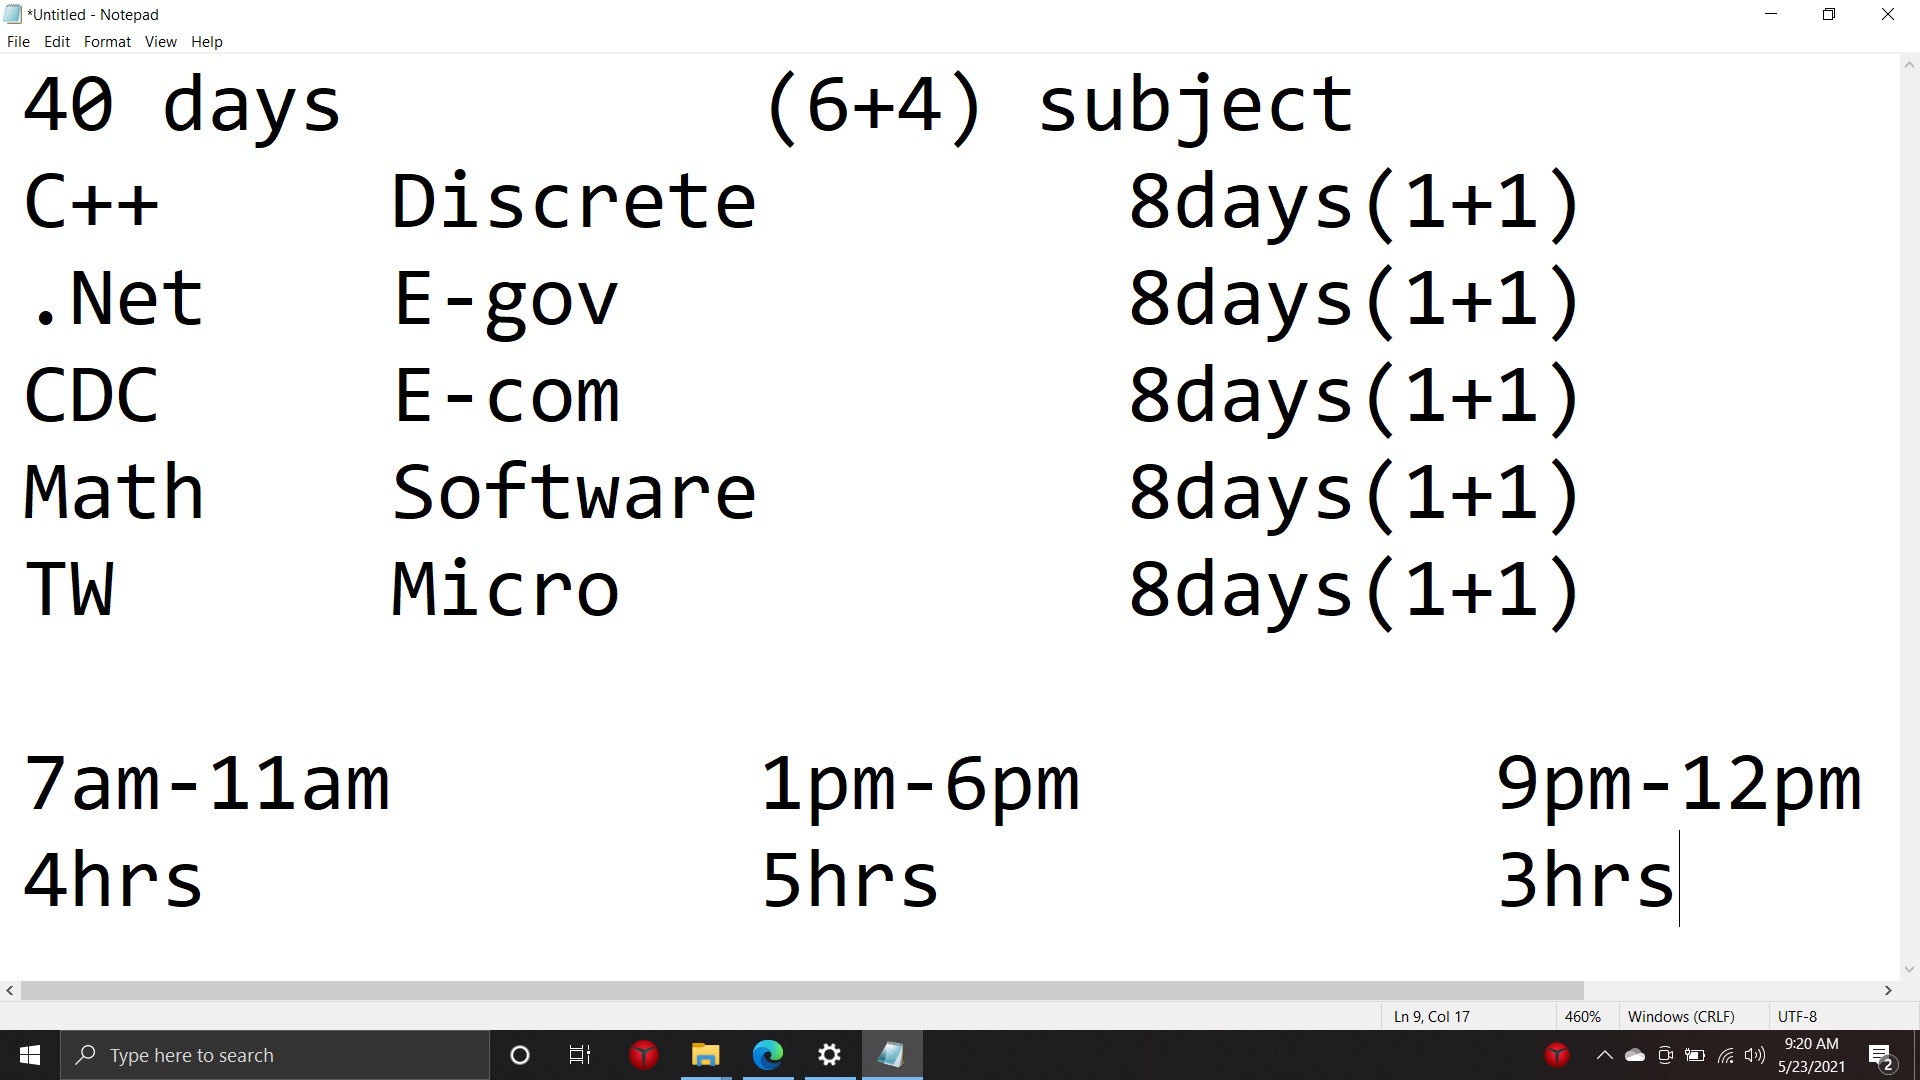 *Untitled - Notepad
File Edit Format View Help
40 days (6+4) subject
C++ Discrete 8days(1+1)
.Net E-gov 8days(1+1)
CDC E-com 8days(1+1)
Math Software 8days(1+1)
TW Micro 8days(1+1)
7am-11am 1pm-6pm 9pm-12pm
4hrs 5hrs 3hrs
Ln 9, Col 17 460% Windows (CRLF) UTF-8
Type here to search
9:20 AM
5/23/2021
2